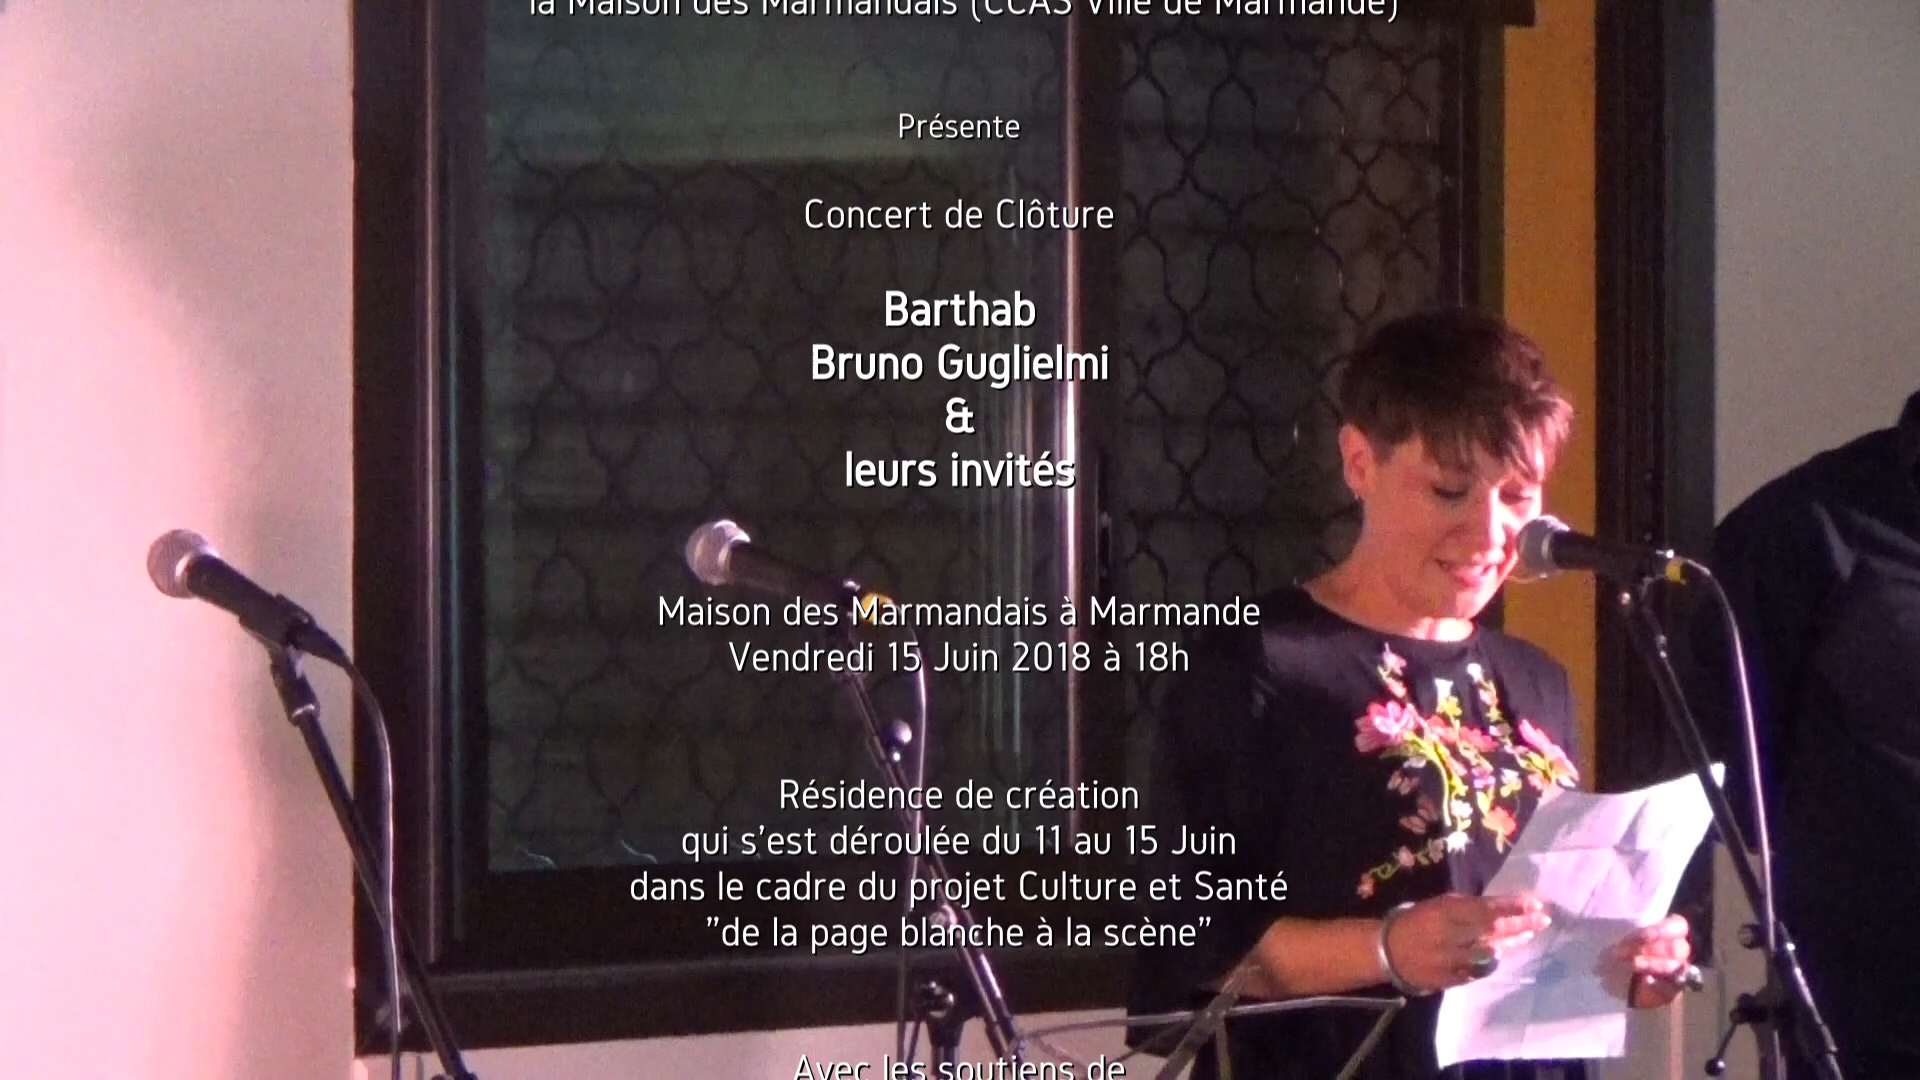 la Maison des Marmandais (CCAS Ville de Marmande)
Présente
Concert de Clôture
Barthab
Bruno Guglielmi
&
leurs invités
Maison des Marmandais à Marmande
Vendredi 15 Juin 2018 à 18h
Résidence de création
qui s'est déroulée du 11 au 15 Juin
dans le cadre du projet Culture et Santé
"de la page blanche à la scène"
Avec les soutiens de